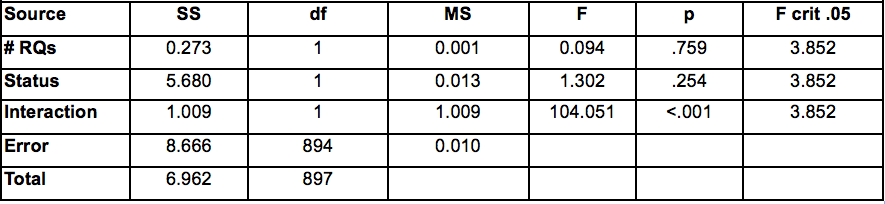 Source SS df MS F p F crit .05
# RQs 0.273 1 0.001 0.094 .759 3.852
Status 5.680 1 0.013 1.302 .254 3.852
Interaction 1.009 1 1.009 104.051 <.001 3.852
Error 8.666 894 0.010
Total 6.962 897